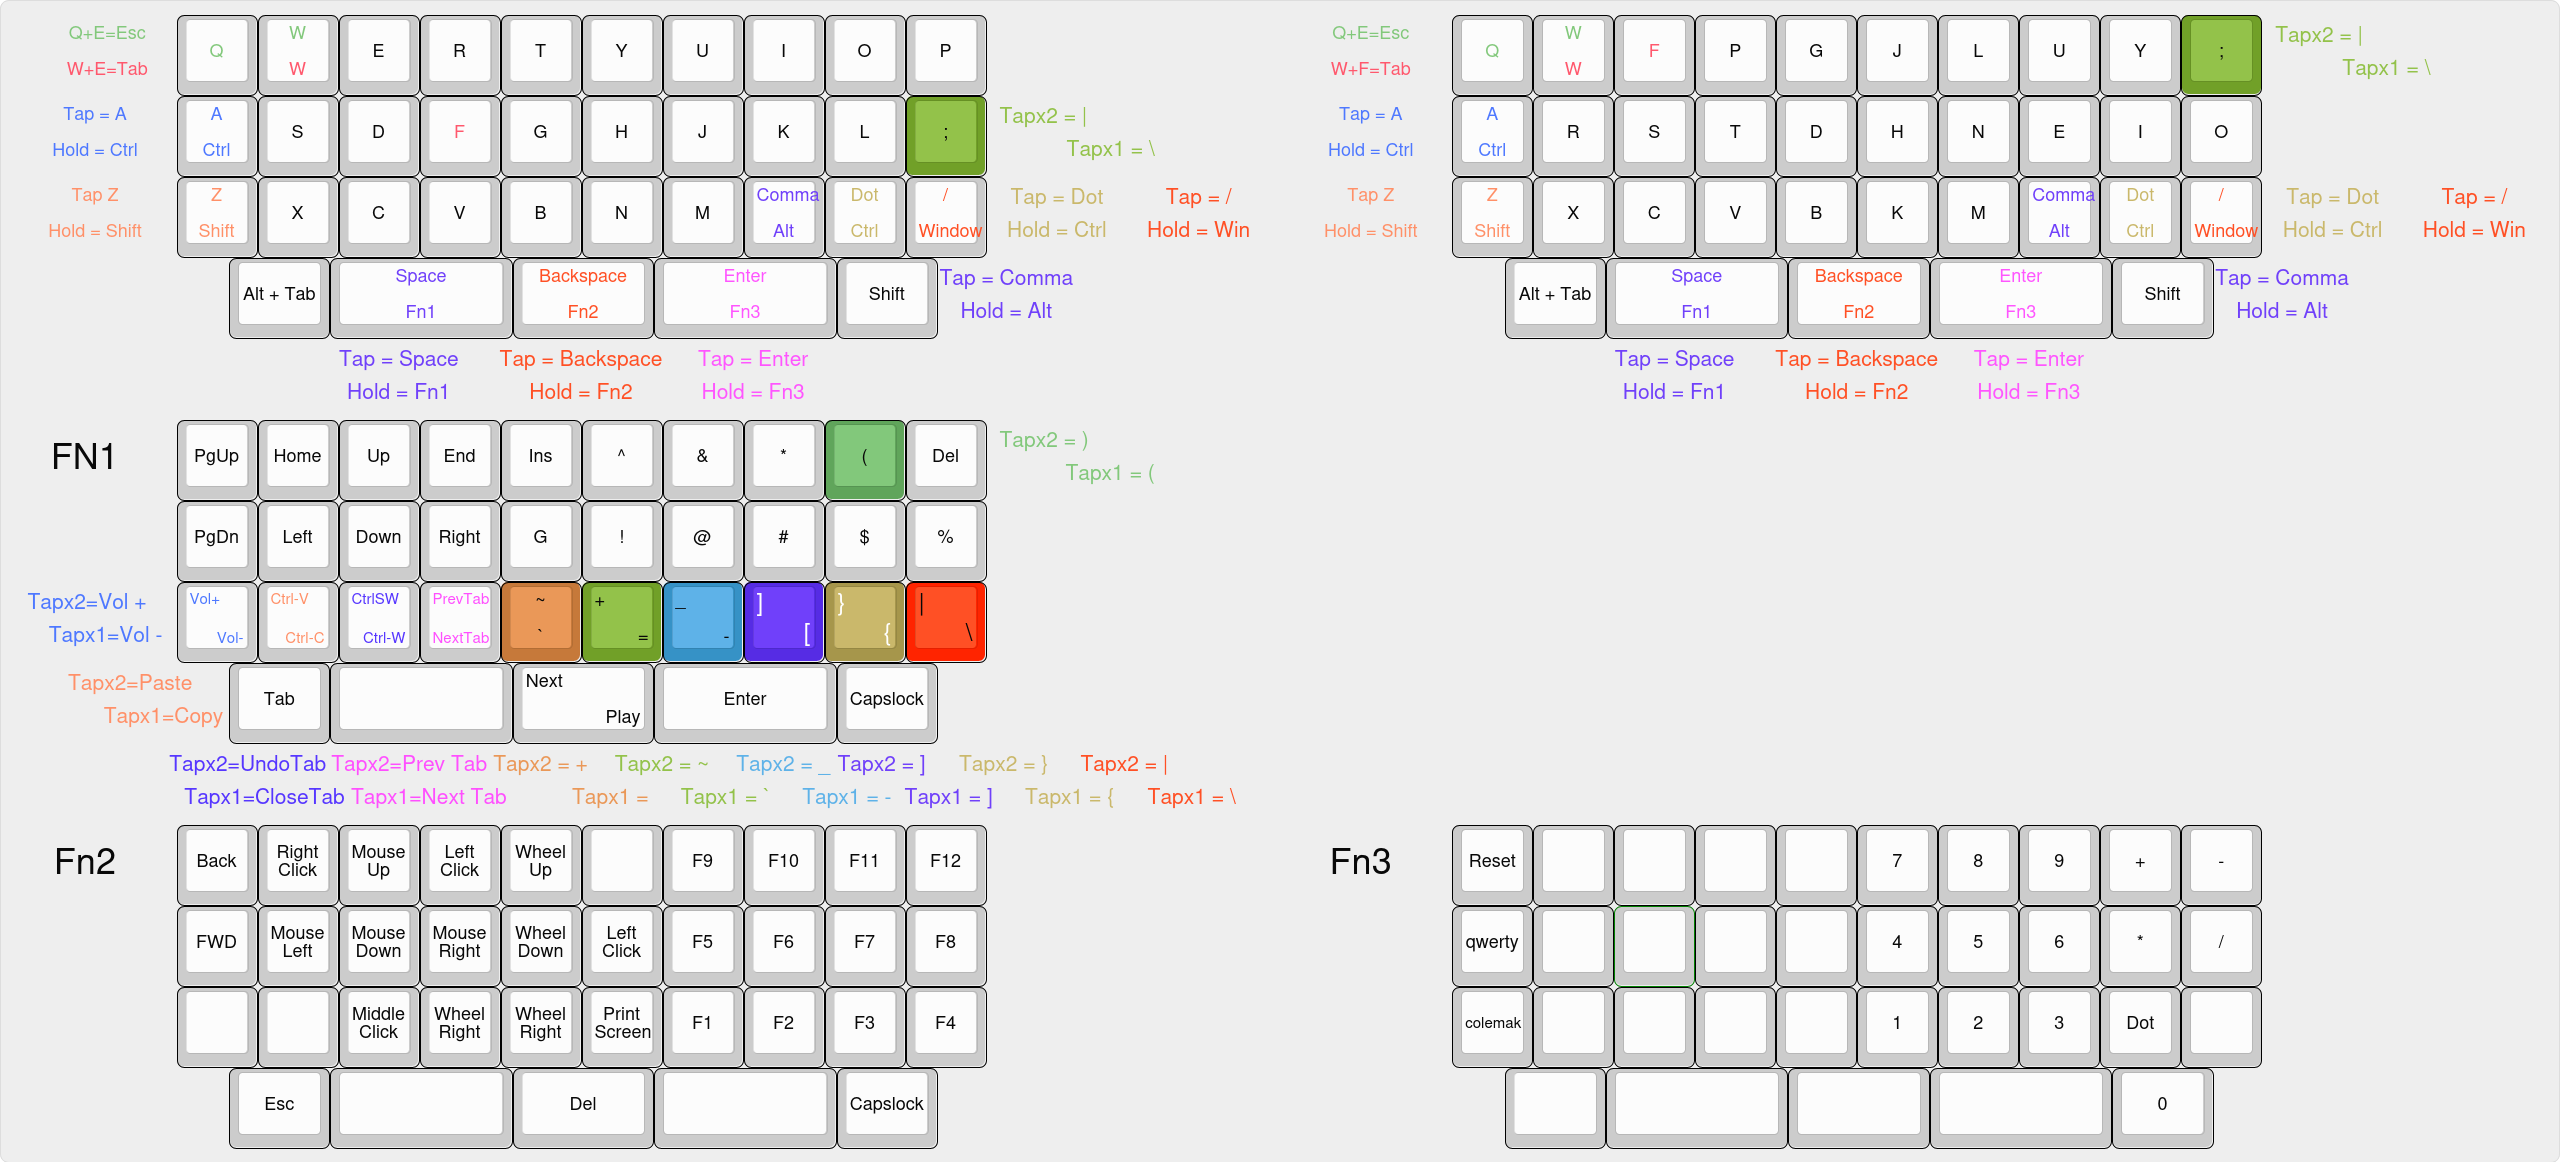 Q+E=Esc
W+E=Tab
Q W E R T Y U I O P
W
Tap = A
Hold = Ctrl
A S D F G H J K L ;
Ctrl
Tapx2 = |
Tapx1 = \
Tap Z
Hold = Shift
Z X C V B N M Comma Dot /
Shift Alt Ctrl Window
Tap = Dot Tap = /
Hold = Ctrl Hold = Win
Alt + Tab Space Backspace Enter Shift
Fn1 Fn2 Fn3
Tap = Comma
Hold = Alt
Tap = Space Tap = Backspace Tap = Enter
Hold = Fn1 Hold = Fn2 Hold = Fn3
Q+E=Esc
W+F=Tab
Q W F P G J L U Y ;
W
Tapx2 = |
Tapx1 = \
Tap = A
Hold = Ctrl
A R S T D H N E I O
Ctrl
Tap Z
Hold = Shift
Z X C V B K M Comma Dot /
Shift Alt Ctrl Window
Tap = Dot Tap = /
Hold = Ctrl Hold = Win
Alt + Tab Space Backspace Enter Shift
Fn1 Fn2 Fn3
Tap = Comma
Hold = Alt
Tap = Space Tap = Backspace Tap = Enter
Hold = Fn1 Hold = Fn2 Hold = Fn3
FN1
PgUp Home Up End Ins ^ & * ( Del
Tapx2 = )
Tapx1 = (
PgDn Left Down Right G ! @ # $ %
Tapx2=Vol +
Tapx1=Vol -
Vol+ Ctrl-V CtrlSW PrevTab ~ + _ ] } |
Vol- Ctrl-C Ctrl-W NextTab ` = - [ { \
Tapx2=Paste
Tapx1=Copy
Tab Next Enter Capslock
Play
Tapx2=UndoTab Tapx2=Prev Tab Tapx2 = + Tapx2 = ~ Tapx2 = _ Tapx2 = ] Tapx2 = } Tapx2 = |
Tapx1=CloseTab Tapx1=Next Tab Tapx1 = Tapx1 = ` Tapx1 = - Tapx1 = ] Tapx1 = { Tapx1 = \
Fn2
Back Right Mouse Left Wheel F9 F10 F11 F12
Click Up Click Up
FWD Mouse Mouse Mouse Wheel Left F5 F6 F7 F8
Left Down Right Down Click
Middle Wheel Wheel Print F1 F2 F3 F4
Click Right Right Screen
Esc Del Capslock
Fn3
Reset 7 8 9 + -
qwerty 4 5 6 * /
colemak 1 2 3 Dot
0